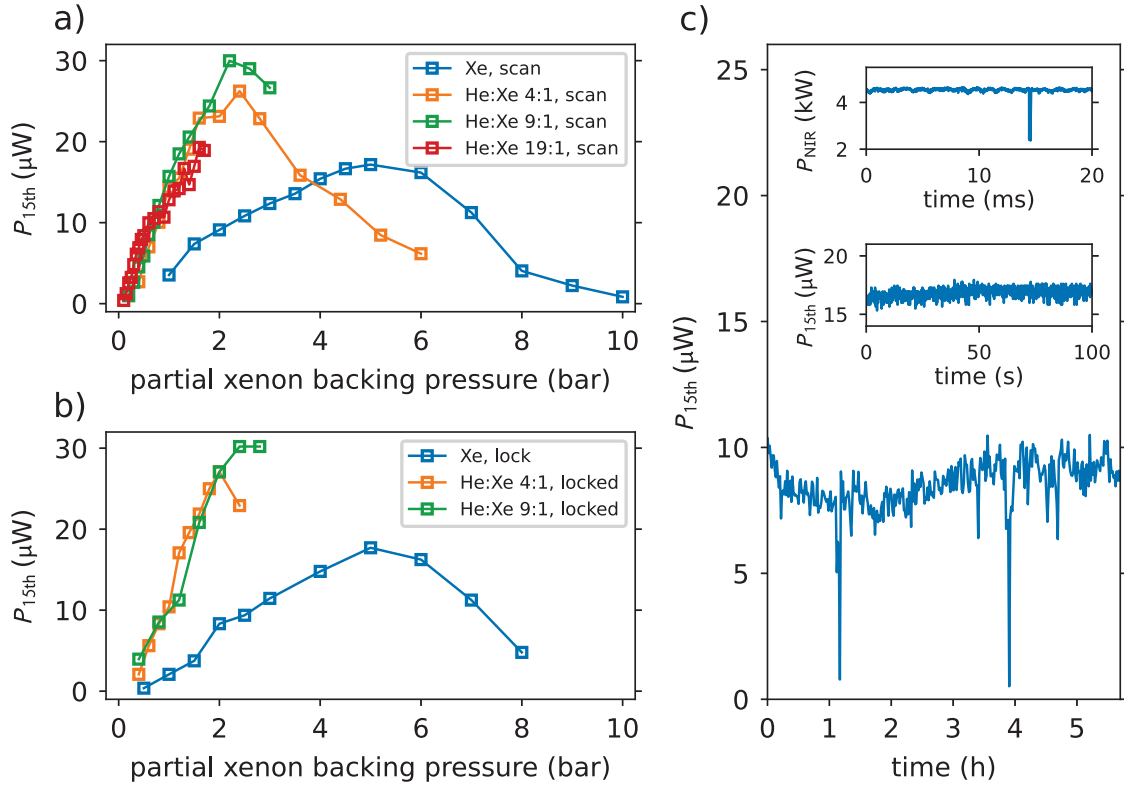 a)
30
20
10
0
P15th (µW)
0 2 4 6 8 10
partial xenon backing pressure (bar)
Xe, scan
He:Xe 4:1, scan
He:Xe 9:1, scan
He:Xe 19:1, scan
b)
30
20
10
0
P15th (µW)
0 2 4 6 8 10
partial xenon backing pressure (bar)
Xe, lock
He:Xe 4:1, locked
He:Xe 9:1, locked
c)
25
20
15
10
5
0
P15th (µW)
0 1 2 3 4 5
time (h)
4
2
PNIR (kW)
0 10 20
time (ms)
20
15
P15th (µW)
0 50 100
time (s)